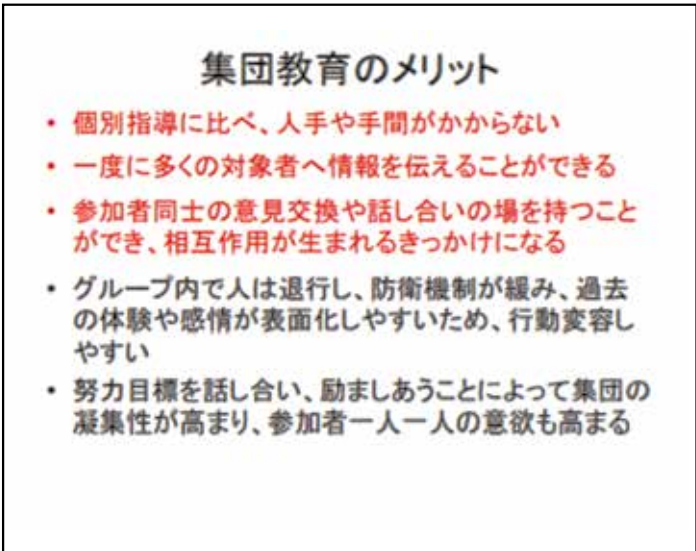 集団教育のメリット
• 個別指導に比べ、人手や手間がかからない
• 一度に多くの対象者へ情報を伝えることができる
• 参加者同士の意見交換や話し合いの場を持つこと
ができ、相互作用が生まれるきっかけになる
• グループ内で人は退行し、防衛機制が緩み、過去
の体験や感情が表面化しやすいため、行動変容し
やすい
• 努力目標を話し合い、励ましあうことによって集団の
凝集性が高まり、参加者一人一人の意欲も高まる